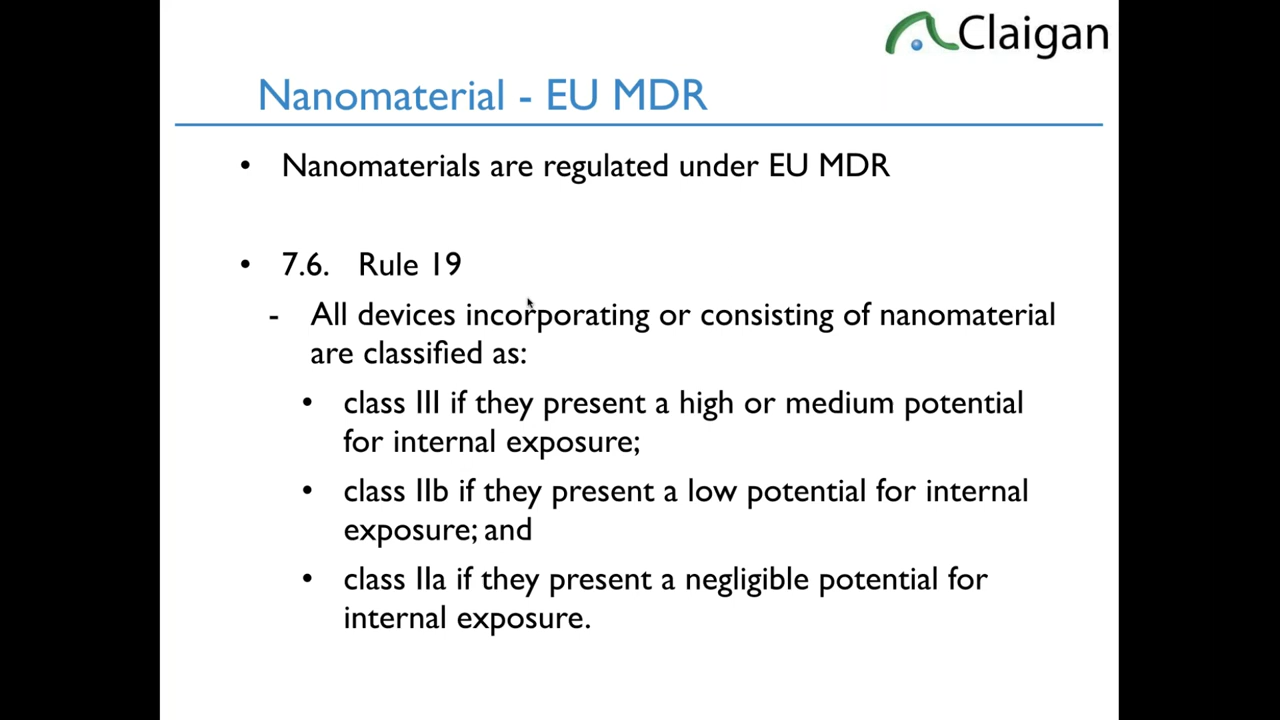 Claigan
Nanomaterial - EU MDR
• Nanomaterials are regulated under EU MDR
• 7.6. Rule 19
- All devices incorporating or consisting of nanomaterial
are classified as:
• class III if they present a high or medium potential
for internal exposure;
• class IIb if they present a low potential for internal
exposure; and
• class IIa if they present a negligible potential for
internal exposure.